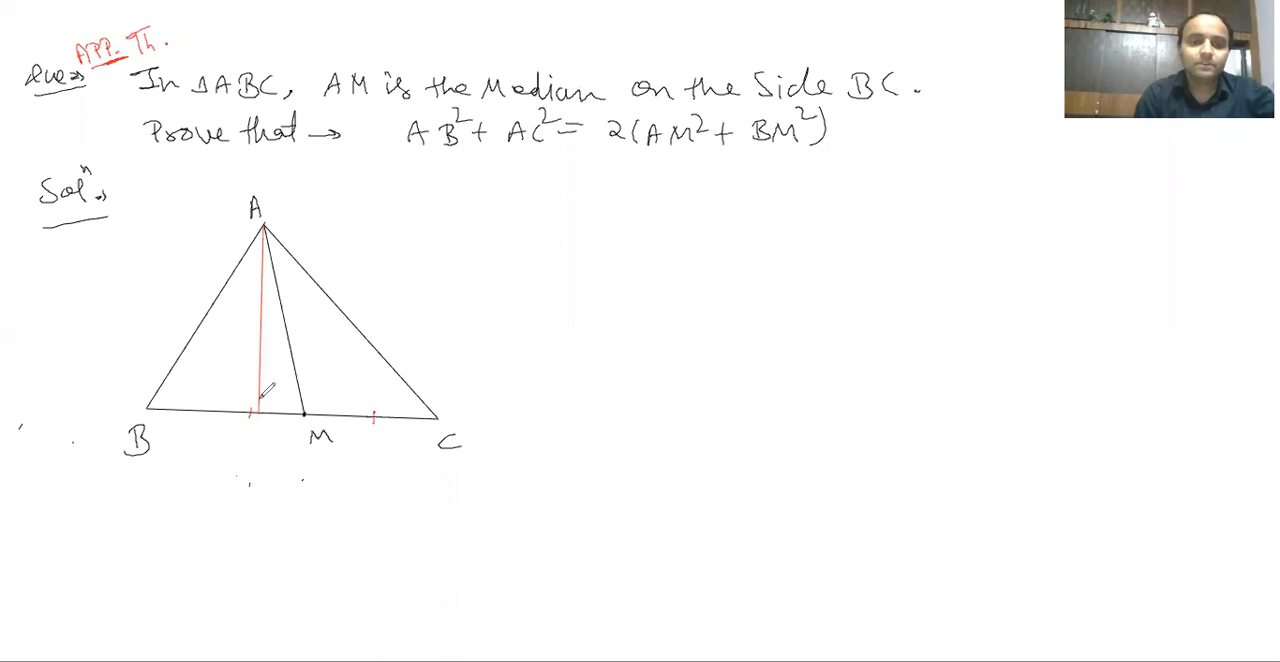 APP. Th.
Que⇒ In △ABC, AM is the Median on the Side BC.
Prove that → AB²+ AC²= 2(AM²+ BM²)
Solⁿ⇒
A
B M C